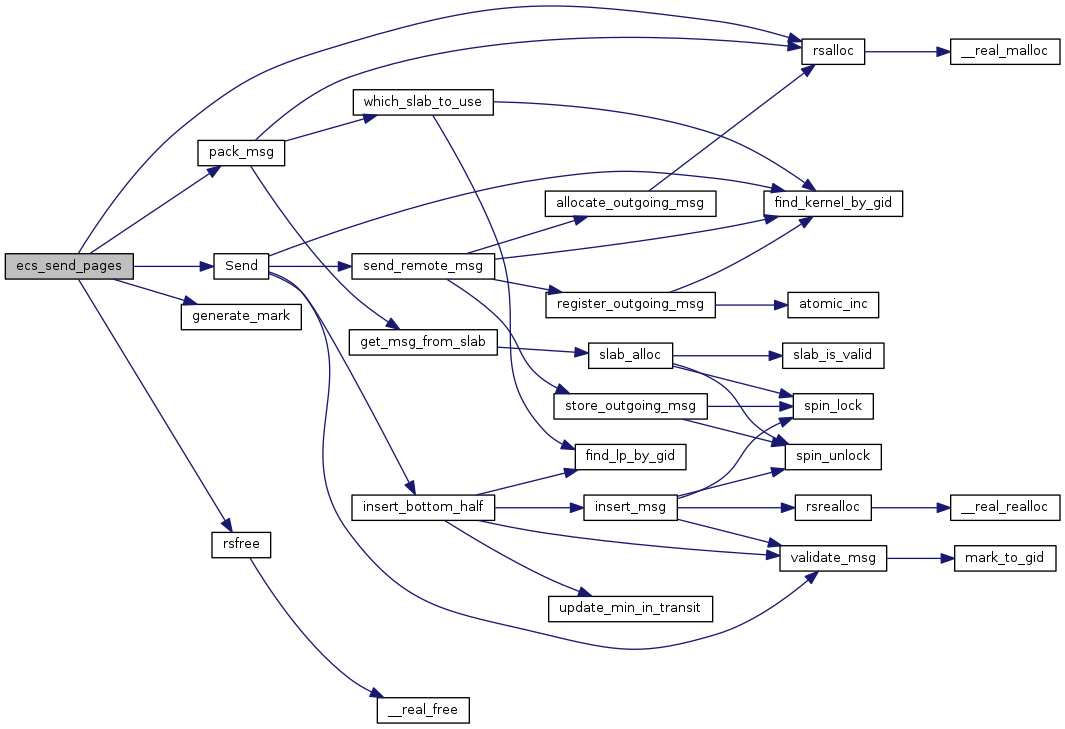 rsalloc
__real_malloc
which_slab_to_use
pack_msg
allocate_outgoing_msg
find_kernel_by_gid
ecs_send_pages
Send
send_remote_msg
generate_mark
register_outgoing_msg
atomic_inc
get_msg_from_slab
slab_alloc
slab_is_valid
store_outgoing_msg
spin_lock
find_lp_by_gid
spin_unlock
insert_bottom_half
insert_msg
rsrealloc
__real_realloc
rsfree
validate_msg
mark_to_gid
update_min_in_transit
__real_free